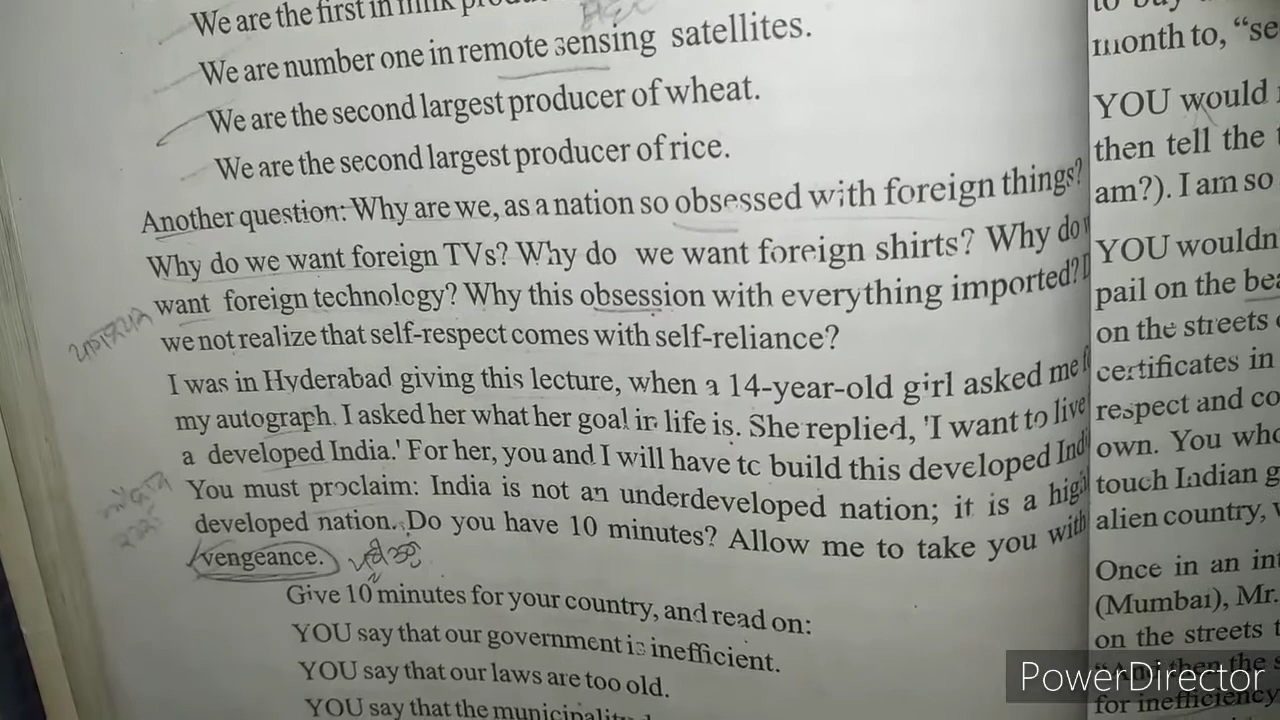 We are the first in milk
We are number one in remote sensing satellites.
We are the second largest producer of wheat.
We are the second largest producer of rice.
Another question: Why are we, as a nation so obsessed with foreign things?
Why do we want foreign TVs? Why do we want foreign shirts? Why do
want foreign technology? Why this obsession with everything imported?
we not realize that self-respect comes with self-reliance?
I was in Hyderabad giving this lecture, when a 14-year-old girl asked me
my autograph. I asked her what her goal in life is. She replied, 'I want to live
a developed India.' For her, you and I will have to build this developed
You must proclaim: India is not an underdeveloped nation; it is a
developed nation. Do you have 10 minutes? Allow me to take you with
vengeance.
Give 10 minutes for your country, and read on:
YOU say that our government is inefficient.
YOU say that our laws are too old.
YOU say that the
month to, “se
YOU would
then tell the
am?). I am so
YOU wouldn
pail on the
on the streets
certificates in
respect and co
own. You
touch Indian g
alien country,
Once in an
(Mumbai), Mr.
on the streets
for inefficiency
PowerDirector